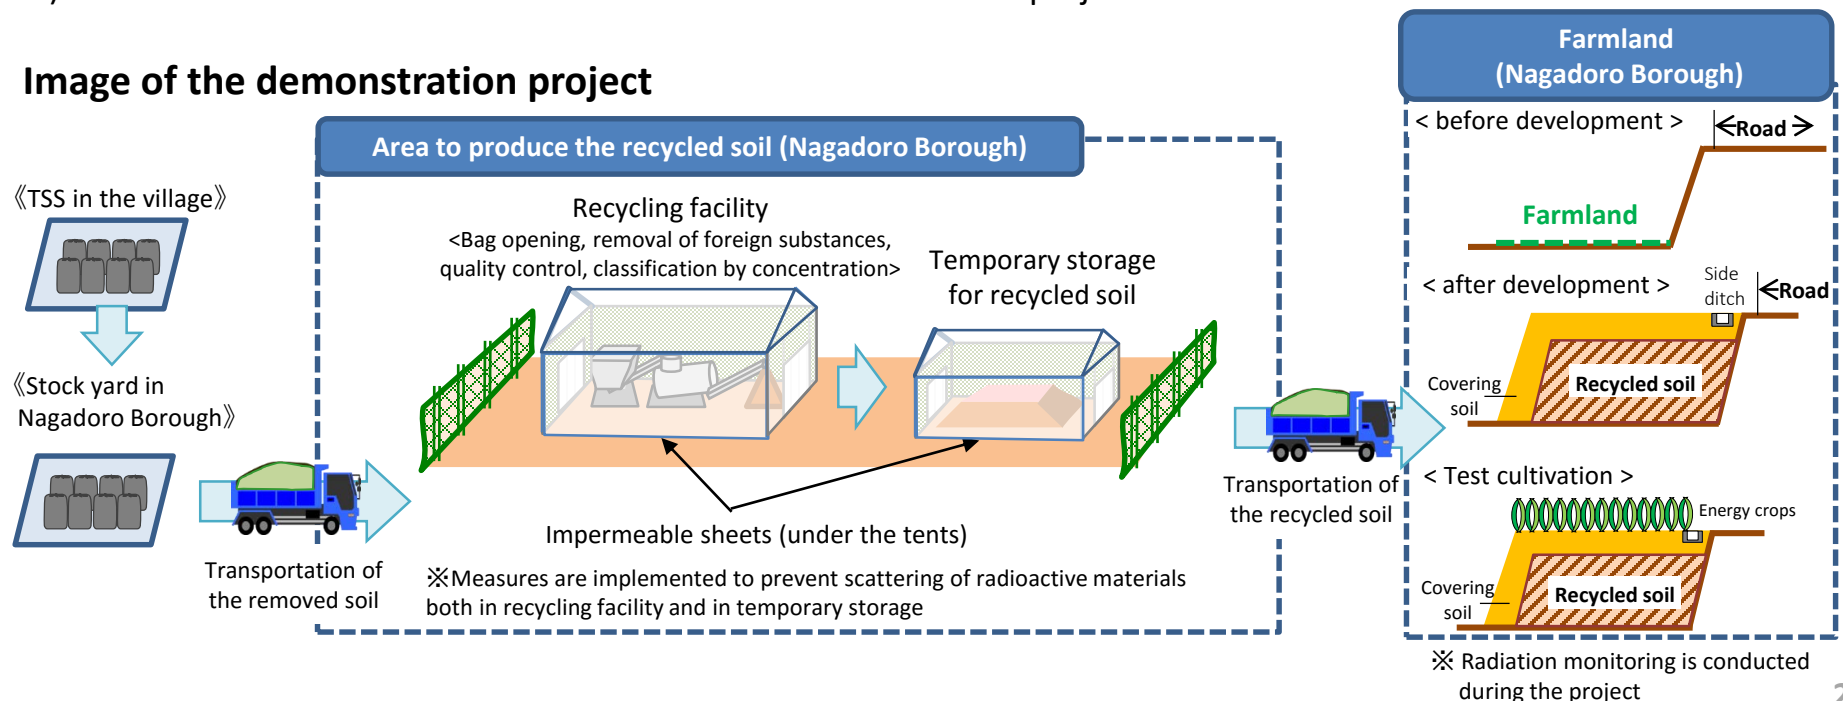 Image of the demonstration project
《TSS in the village》
《Stock yard in
Nagadoro Borough》
Transportation of
the removed soil
Area to produce the recycled soil (Nagadoro Borough)
Recycling facility
<Bag opening, removal of foreign substances,
quality control, classification by concentration>
Temporary storage
for recycled soil
Impermeable sheets (under the tents)
※Measures are implemented to prevent scattering of radioactive materials
both in recycling facility and in temporary storage
Transportation of
the recycled soil
Farmland
(Nagadoro Borough)
< before development >
Road
Farmland
< after development >
Side
ditch
Road
Covering
soil
Recycled soil
< Test cultivation >
Energy crops
Covering
soil
Recycled soil
※ Radiation monitoring is conducted
during the project